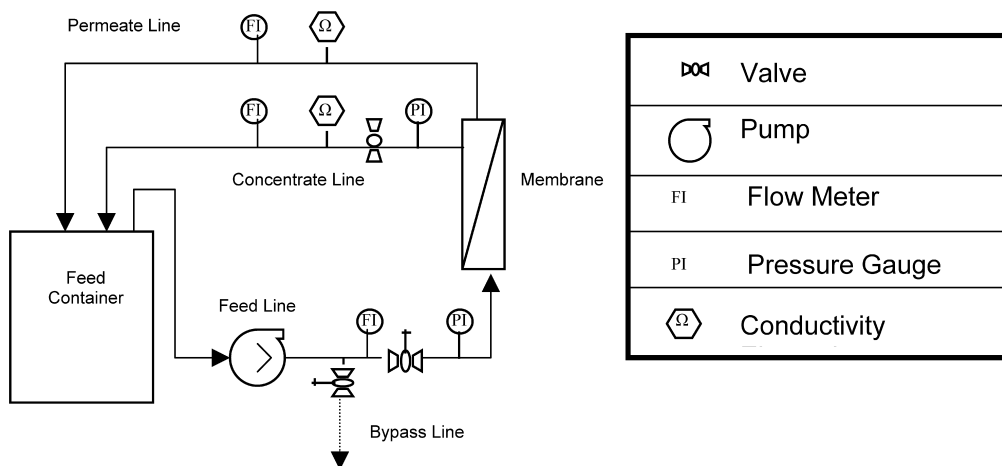 Permeate Line
FI
Ω
FI
Ω
PI
Concentrate Line
Membrane
Feed
Container
Feed Line
FI
PI
Bypass Line
Valve
Pump
FI Flow Meter
PI Pressure Gauge
Ω Conductivity